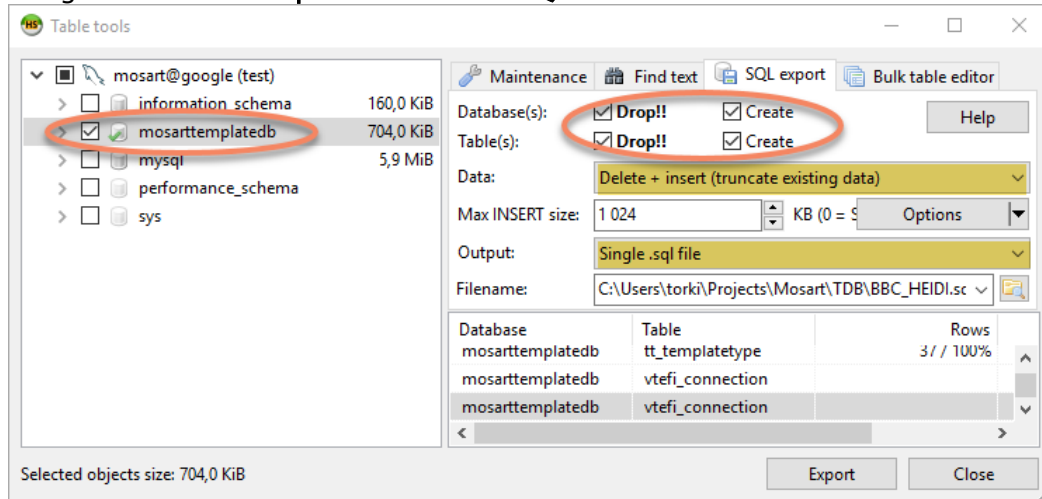 Table tools
mosart@google (test)
information_schema 160,0 KiB
mosarttemplatedb 704,0 KiB
mysql 5,9 MiB
performance_schema
sys
Maintenance Find text SQL export Bulk table editor
Database(s): Drop!! Create Help
Table(s): Drop!! Create
Data: Delete + insert (truncate existing data)
Max INSERT size: 1 024 KB (0 = Options
Output: Single .sql file
Filename: C:\Users\torki\Projects\Mosart\TDB\BBC_HEIDI.sc
Database Table Rows
mosarttemplatedb tt_templatetype 37 / 100%
mosarttemplatedb vtefi_connection
mosarttemplatedb vtefi_connection
Selected objects size: 704,0 KiB Export Close